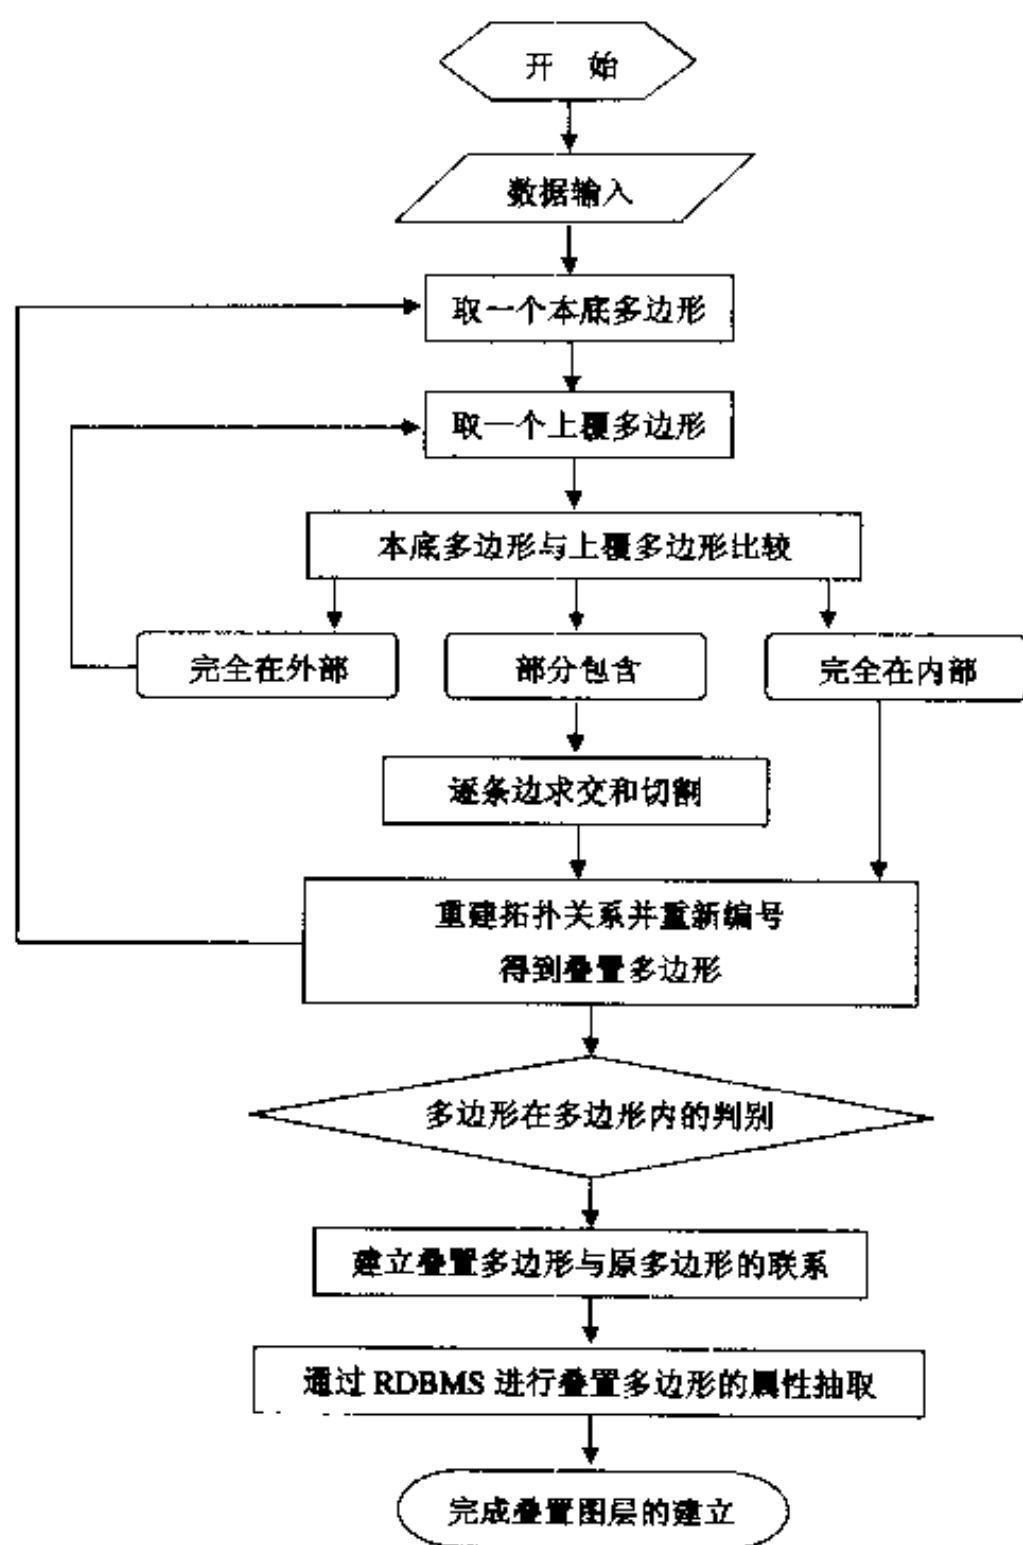 开 始
数据输入
取一个本底多边形
取一个上覆多边形
本底多边形与上覆多边形比较
完全在外部
部分包含
完全在内部
逐条边求交和切割
重建拓扑关系并重新编号
得到叠置多边形
多边形在多边形内的判别
建立叠置多边形与原多边形的联系
通过 RDBMS 进行叠置多边形的属性抽取
完成叠置图层的建立